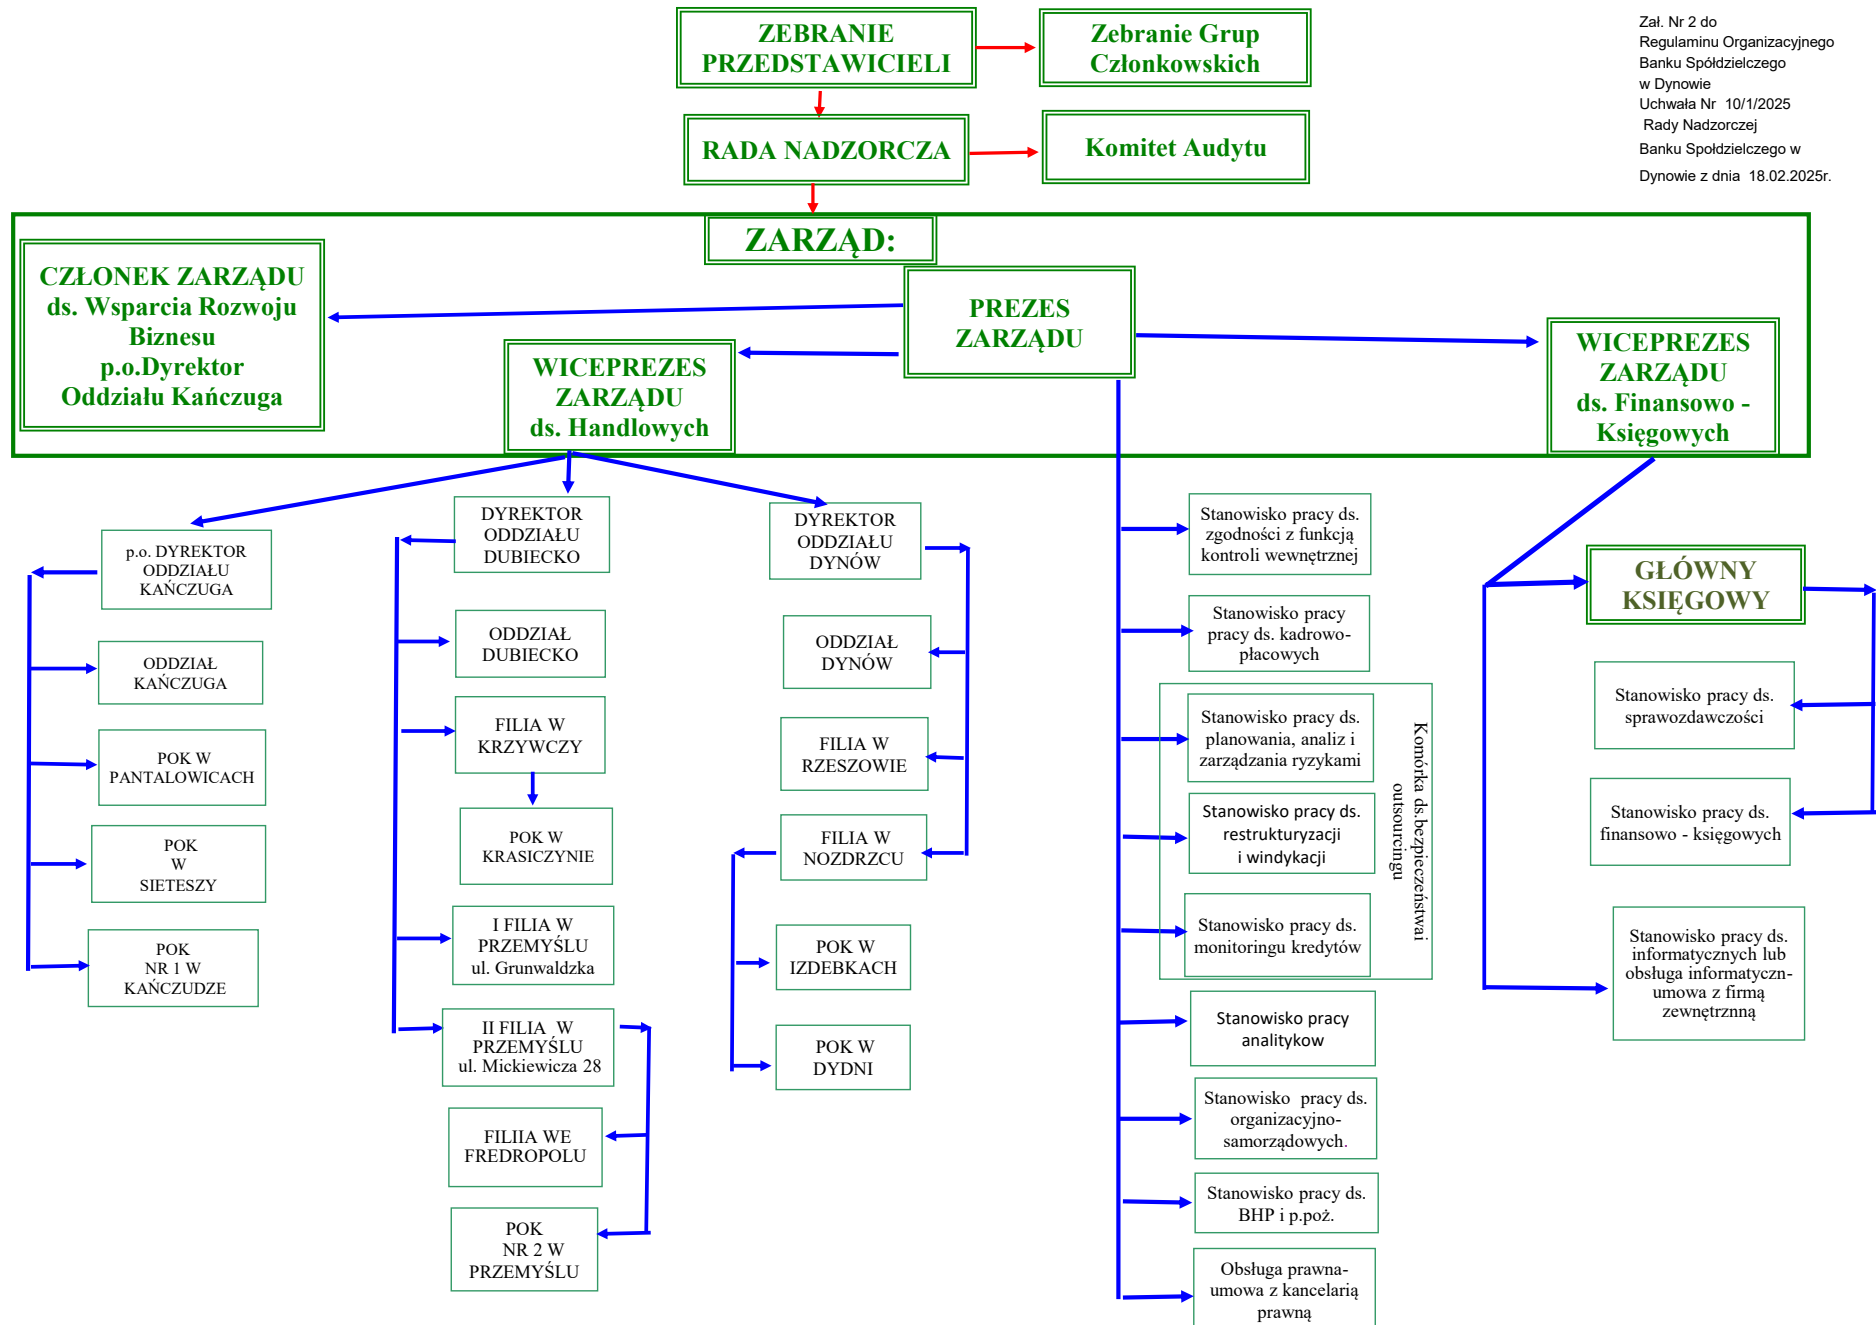 ZEBRANIE
PRZEDSTAWICIELI
Zebranie Grup
Członkowskich
Zał. Nr 2 do
Regulaminu Organizacyjnego
Banku Spółdzielczego
w Dynowie
Uchwała Nr 10/1/2025
Rady Nadzorczej
Banku Społdzielczego w
Dynowie z dnia 18.02.2025r.
RADA NADZORCZA
Komitet Audytu
ZARZĄD:
CZŁONEK ZARZĄDU
ds. Wsparcia Rozwoju
Biznesu
p.o.Dyrektor
Oddziału Kańczuga
PREZES
ZARZĄDU
WICEPREZES
ZARZĄDU
ds. Handlowych
WICEPREZES
ZARZĄDU
ds. Finansowo -
Księgowych
p.o. DYREKTOR
ODDZIAŁU
KAŃCZUGA
ODDZIAŁ
KAŃCZUGA
POK W
PANTALOWICACH
POK
W
SIETESZY
POK
NR 1 W
KAŃCZUDZE
DYREKTOR
ODDZIAŁU
DUBIECKO
ODDZIAŁ
DUBIECKO
FILIA W
KRZYWCZY
POK W
KRASICZYNIE
I FILIA W
PRZEMYŚLU
ul. Grunwaldzka
II FILIA W
PRZEMYŚLU
ul. Mickiewicza 28
FILIIA WE
FREDROPOLU
POK
NR 2 W
PRZEMYŚLU
DYREKTOR
ODDZIAŁU
DYNÓW
ODDZIAŁ
DYNÓW
FILIA W
RZESZOWIE
FILIA W
NOZDRZCU
POK W
IZDEBKACH
POK W
DYDNI
Stanowisko pracy ds.
zgodności z funkcją
kontroli wewnętrznej
Stanowisko pracy
pracy ds. kadrowo-
płacowych
Stanowisko pracy ds.
planowania, analiz i
zarządzania ryzykami
Stanowisko pracy ds.
restrukturyzacji
i windykacji
Stanowisko pracy ds.
monitoringu kredytów
Komórka ds.bezpieczeństwai
outsourcingu
Stanowisko pracy
analitykow
Stanowisko pracy ds.
organizacyjno-
samorządowych.
Stanowisko pracy ds.
BHP i p.poż.
Obsługa prawna-
umowa z kancelarią
prawną
GŁÓWNY
KSIĘGOWY
Stanowisko pracy ds.
sprawozdawczości
Stanowisko pracy ds.
finansowo - księgowych
Stanowisko pracy ds.
informatycznych lub
obsługa informatyczn-
umowa z firmą
zewnętrznną